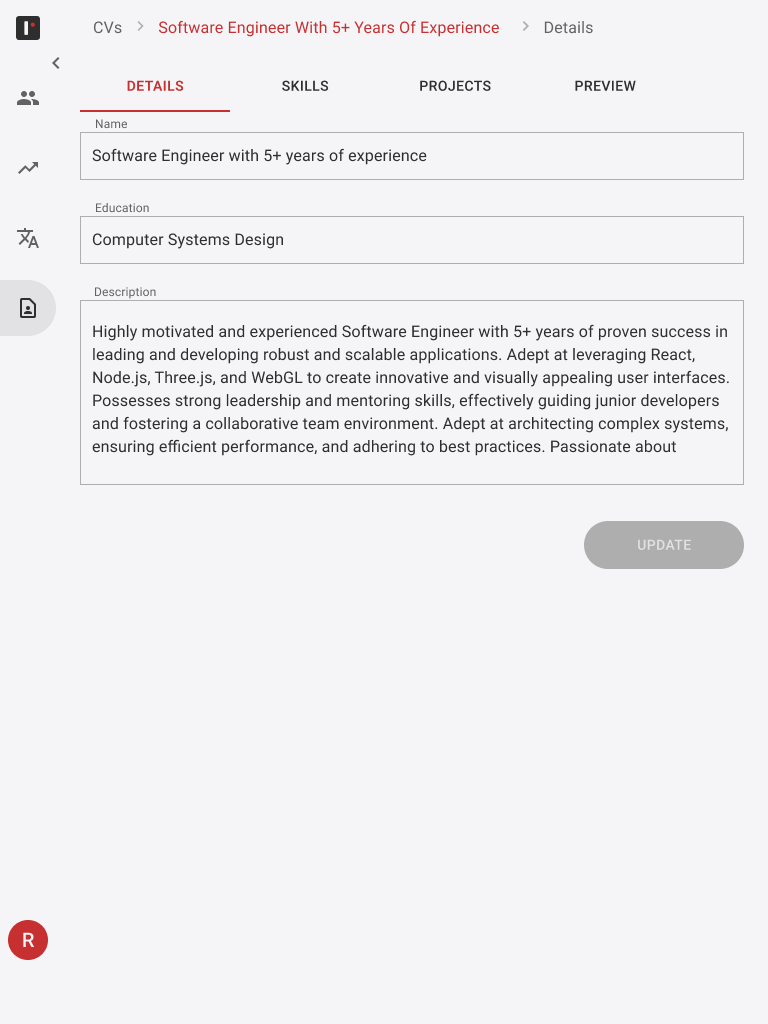 CVs
Software Engineer With 5+ Years Of Experience
Details
DETAILS
SKILLS
PROJECTS
PREVIEW
Name
Software Engineer with 5+ years of experience
Education
Computer Systems Design
Description
Highly motivated and experienced Software Engineer with 5+ years of proven success in
leading and developing robust and scalable applications. Adept at leveraging React,
Node.js, Three.js, and WebGL to create innovative and visually appealing user interfaces.
Possesses strong leadership and mentoring skills, effectively guiding junior developers
and fostering a collaborative team environment. Adept at architecting complex systems,
ensuring efficient performance, and adhering to best practices. Passionate about
UPDATE
R